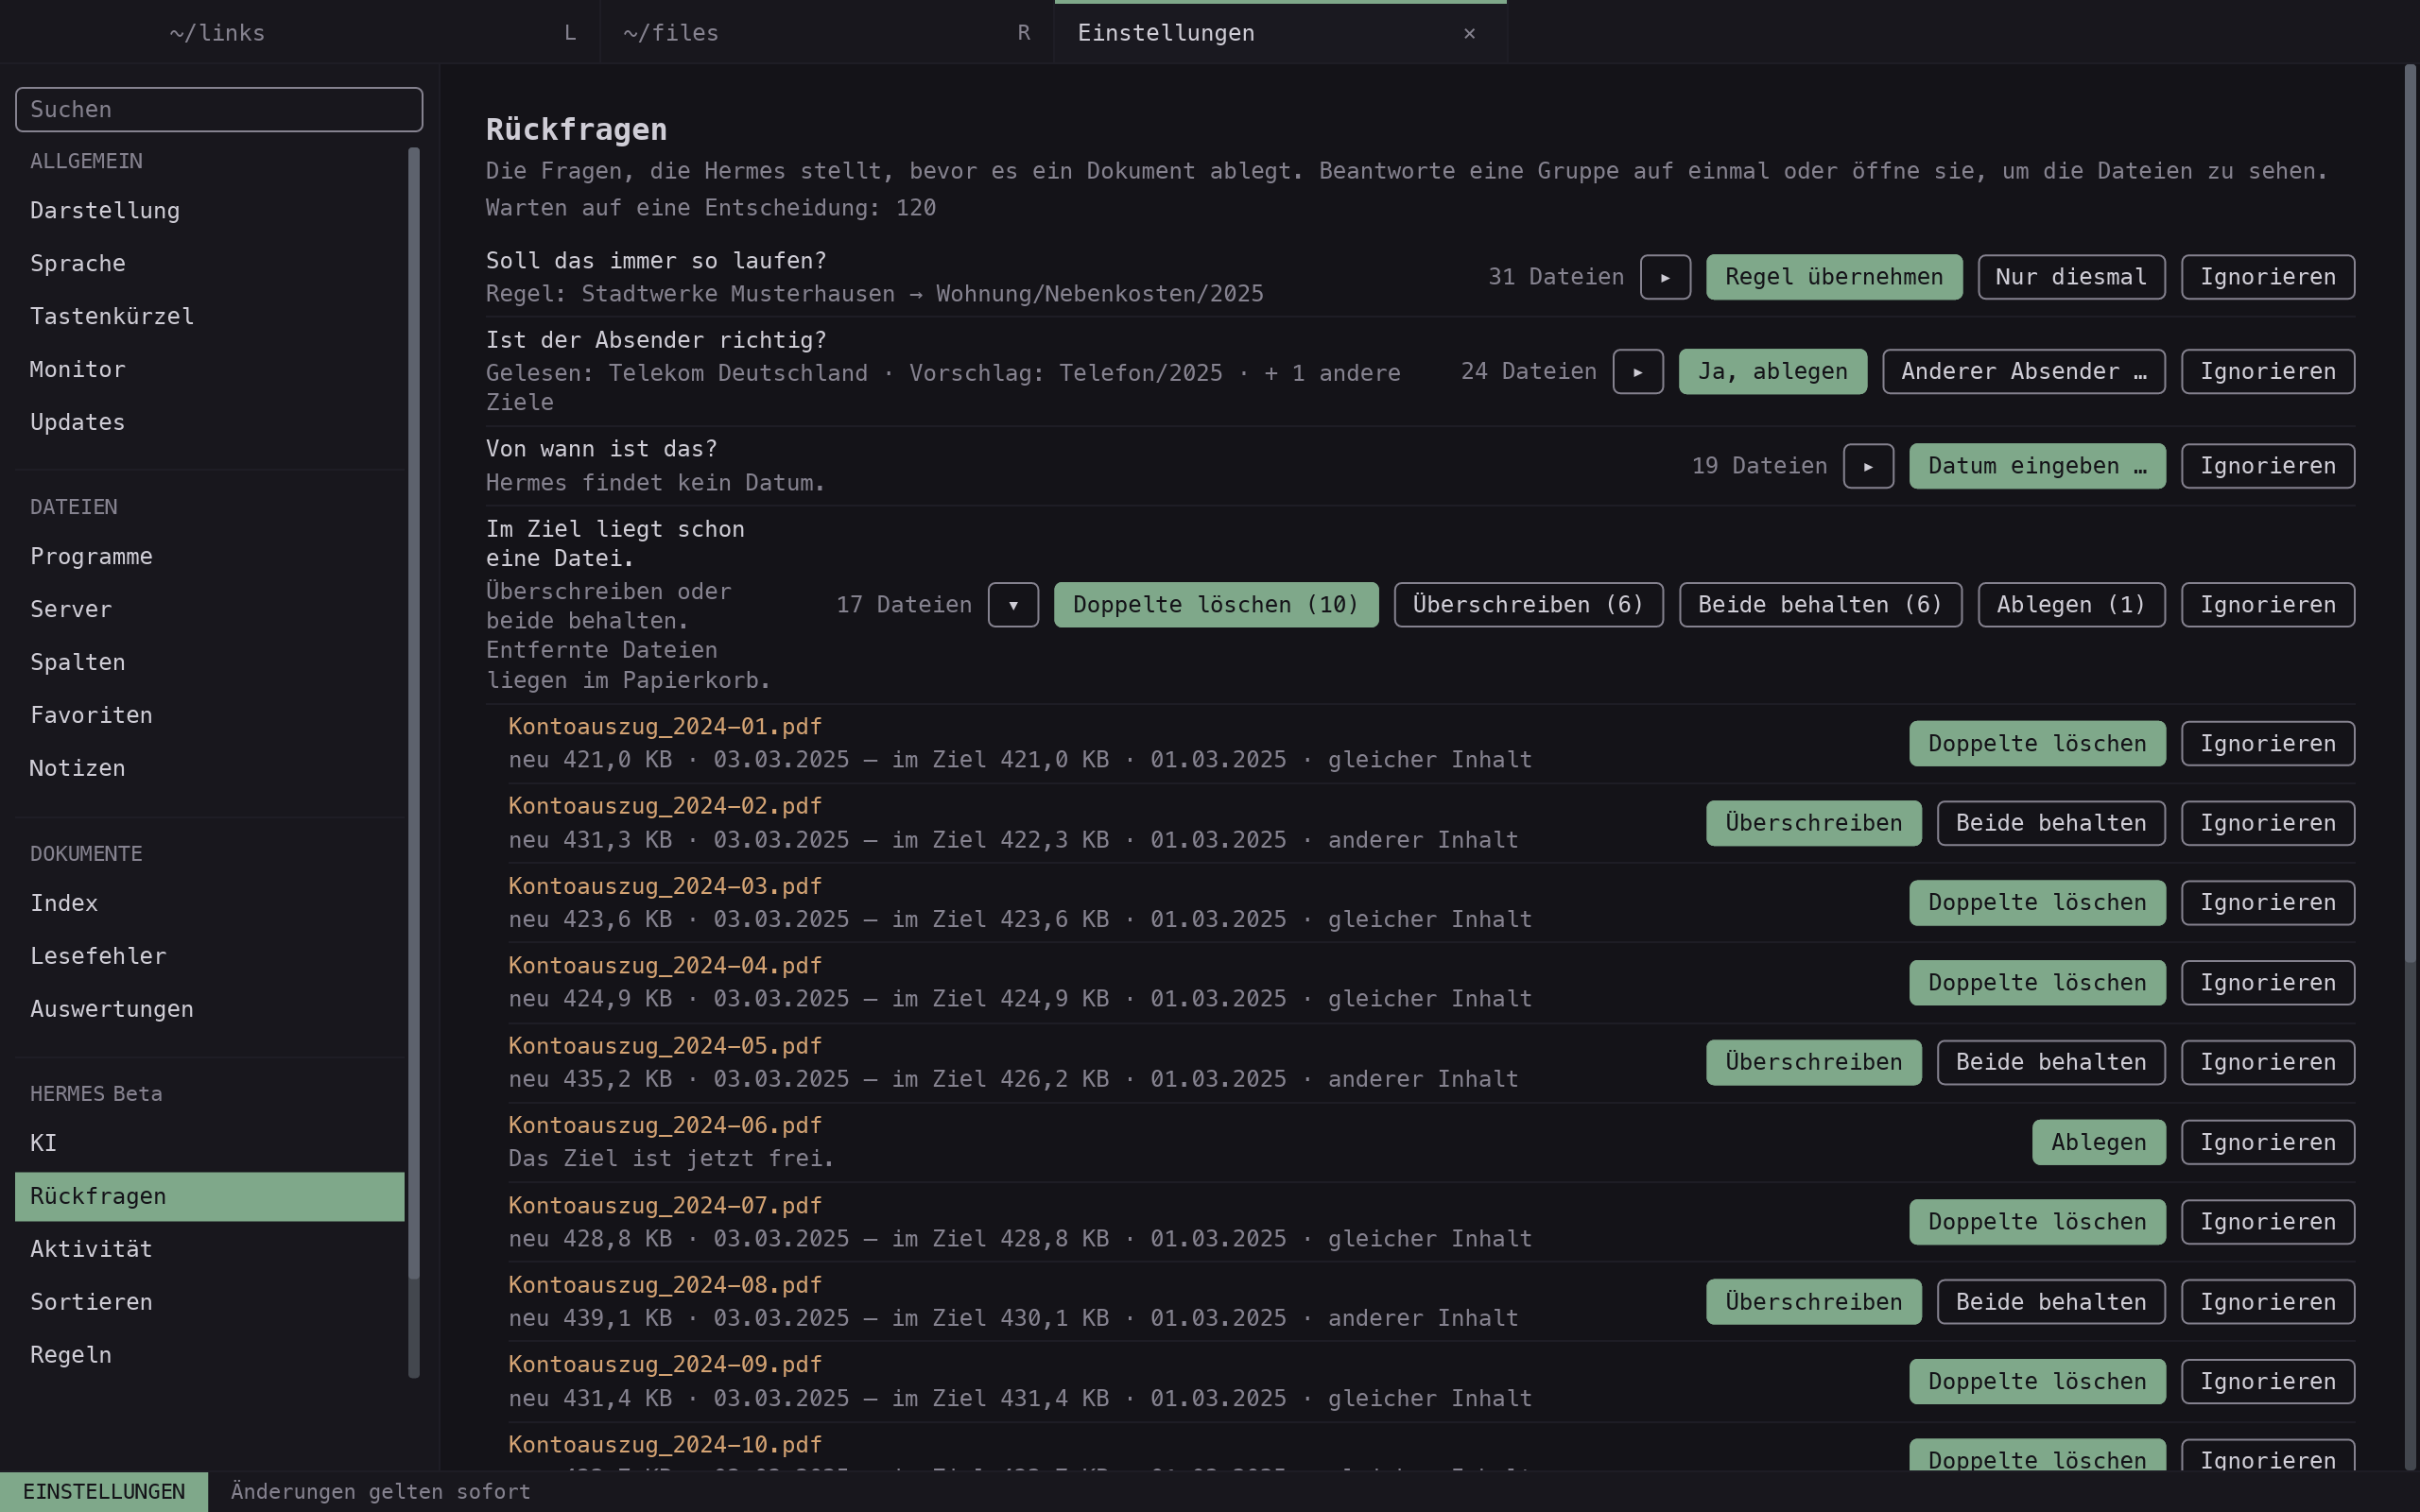 ~/links L ~/files R Einstellungen ×
Suchen
ALLGEMEIN
Darstellung
Sprache
Tastenkürzel
Monitor
Updates
DATEIEN
Programme
Server
Spalten
Favoriten
Notizen
DOKUMENTE
Index
Lesefehler
Auswertungen
HERMES Beta
KI
Rückfragen
Aktivität
Sortieren
Regeln
Rückfragen
Die Fragen, die Hermes stellt, bevor es ein Dokument ablegt. Beantworte eine Gruppe auf einmal oder öffne sie, um die Dateien zu sehen.
Warten auf eine Entscheidung: 120
Soll das immer so laufen?
Regel: Stadtwerke Musterhausen → Wohnung/Nebenkosten/2025
31 Dateien ▸ Regel übernehmen Nur diesmal Ignorieren
Ist der Absender richtig?
Gelesen: Telekom Deutschland · Vorschlag: Telefon/2025 · + 1 andere
Ziele
24 Dateien ▸ Ja, ablegen Anderer Absender … Ignorieren
Von wann ist das?
Hermes findet kein Datum.
19 Dateien ▸ Datum eingeben … Ignorieren
Im Ziel liegt schon
eine Datei.
Überschreiben oder
beide behalten.
Entfernte Dateien
liegen im Papierkorb.
17 Dateien ▾ Doppelte löschen (10) Überschreiben (6) Beide behalten (6) Ablegen (1) Ignorieren
Kontoauszug_2024-01.pdf
neu 421,0 KB · 03.03.2025 — im Ziel 421,0 KB · 01.03.2025 · gleicher Inhalt
Doppelte löschen Ignorieren
Kontoauszug_2024-02.pdf
neu 431,3 KB · 03.03.2025 — im Ziel 422,3 KB · 01.03.2025 · anderer Inhalt
Überschreiben Beide behalten Ignorieren
Kontoauszug_2024-03.pdf
neu 423,6 KB · 03.03.2025 — im Ziel 423,6 KB · 01.03.2025 · gleicher Inhalt
Doppelte löschen Ignorieren
Kontoauszug_2024-04.pdf
neu 424,9 KB · 03.03.2025 — im Ziel 424,9 KB · 01.03.2025 · gleicher Inhalt
Doppelte löschen Ignorieren
Kontoauszug_2024-05.pdf
neu 435,2 KB · 03.03.2025 — im Ziel 426,2 KB · 01.03.2025 · anderer Inhalt
Überschreiben Beide behalten Ignorieren
Kontoauszug_2024-06.pdf
Das Ziel ist jetzt frei.
Ablegen Ignorieren
Kontoauszug_2024-07.pdf
neu 428,8 KB · 03.03.2025 — im Ziel 428,8 KB · 01.03.2025 · gleicher Inhalt
Doppelte löschen Ignorieren
Kontoauszug_2024-08.pdf
neu 439,1 KB · 03.03.2025 — im Ziel 430,1 KB · 01.03.2025 · anderer Inhalt
Überschreiben Beide behalten Ignorieren
Kontoauszug_2024-09.pdf
neu 431,4 KB · 03.03.2025 — im Ziel 431,4 KB · 01.03.2025 · gleicher Inhalt
Doppelte löschen Ignorieren
Kontoauszug_2024-10.pdf
Doppelte löschen Ignorieren
EINSTELLUNGEN Änderungen gelten sofort